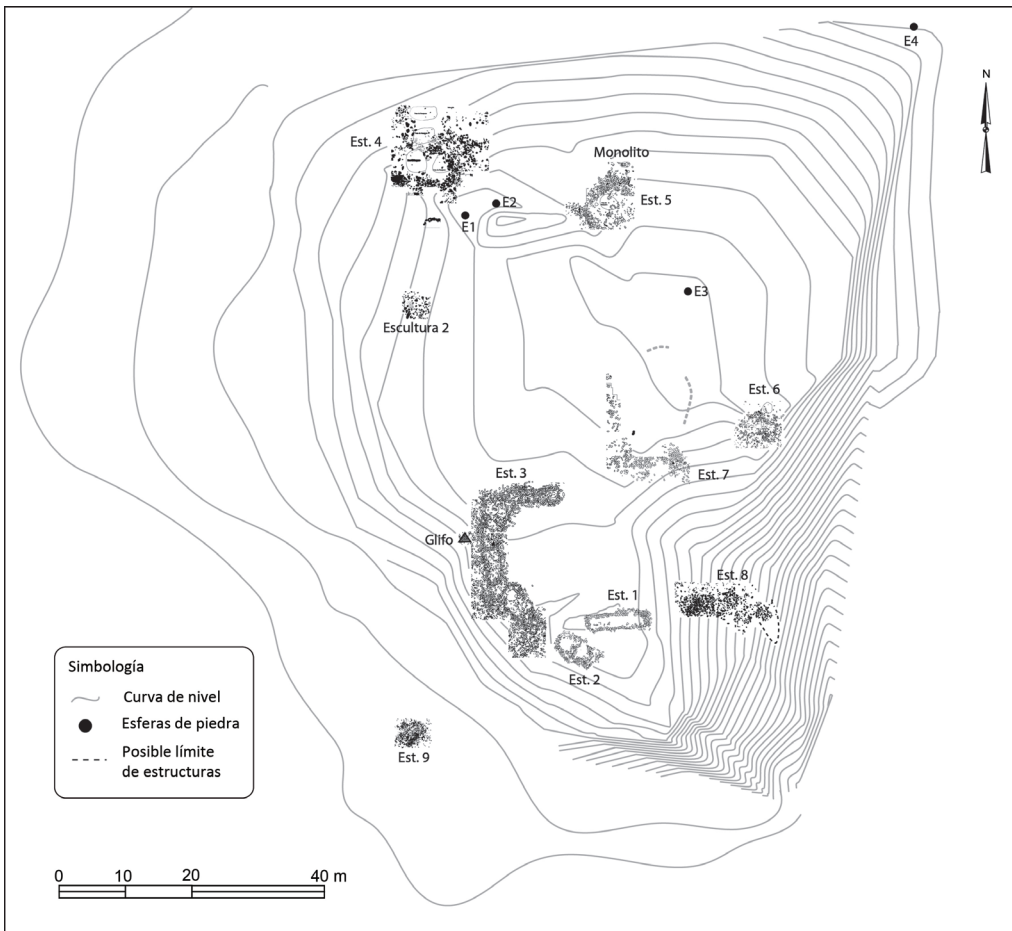 E4
N
Est. 4
Monolito
Est. 5
E2
E1
E3
Escultura 2
Est. 6
Est. 7
Est. 3
Glifo
Est. 8
Est. 1
Est. 2
Est. 9
Simbología
Curva de nivel
Esferas de piedra
Posible límite
de estructuras
0 10 20 40 m